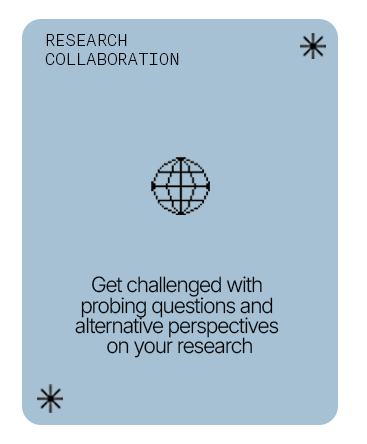 RESEARCH
COLLABORATION
Get challenged with
probing questions and
alternative perspectives
on your research